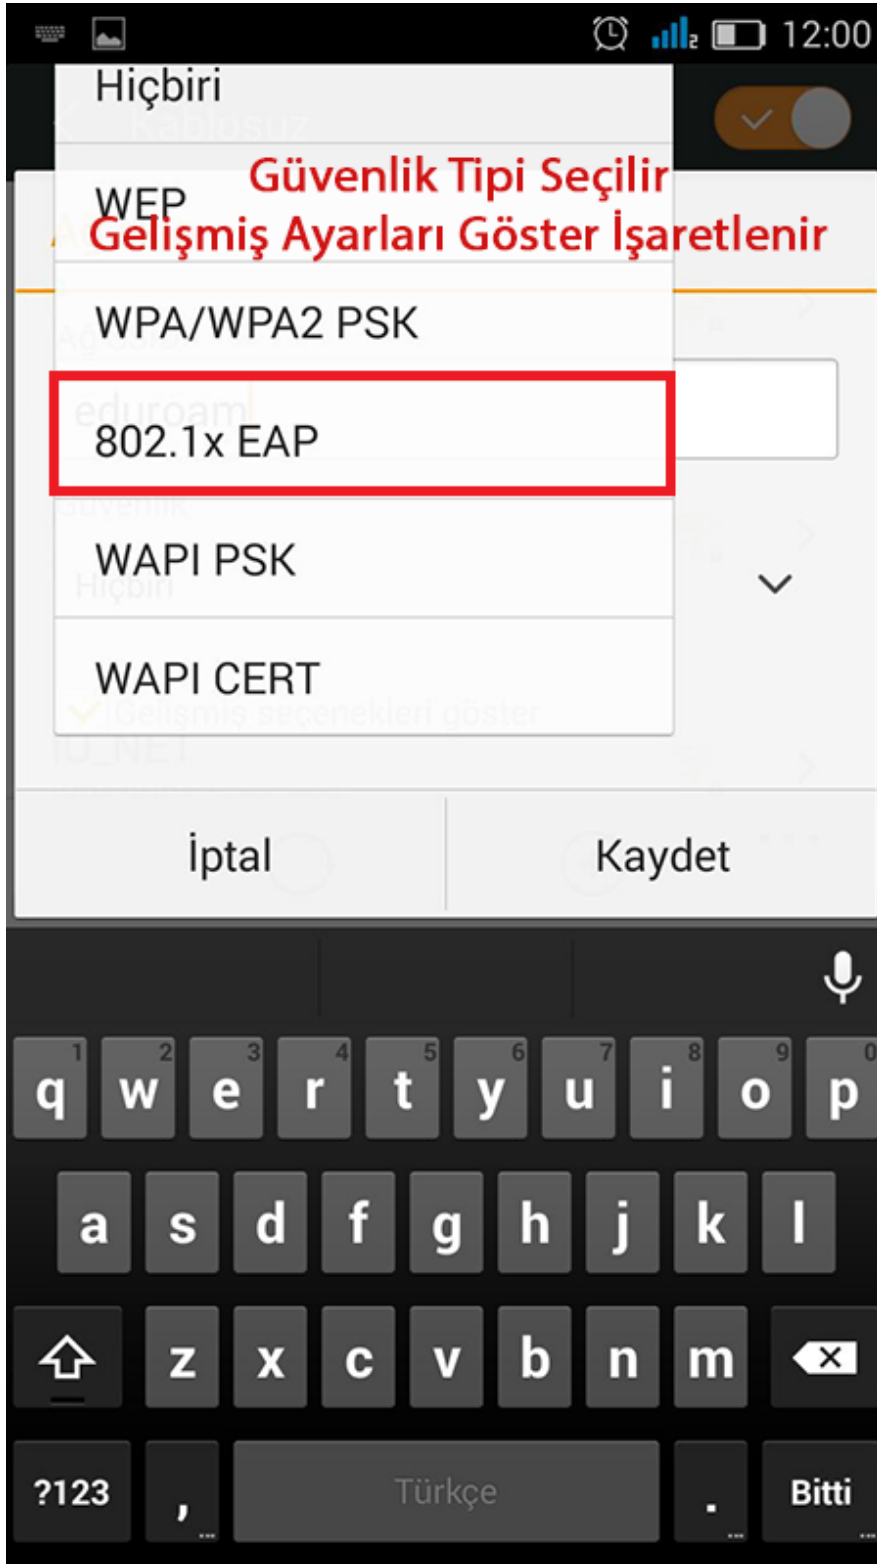 12:00
Hiçbiri
Kablosuz
WEP
Güvenlik Tipi Seçilir
Gelişmiş Ayarları Göster İşaretlenir
WPA/WPA2 PSK
eduroam
802.1x EAP
Güvenlik
WAPI PSK
Hiçbiri
WAPI CERT
Gelişmiş seçenekleri göster
IU_NET
İptal
Kaydet
1 2 3 4 5 6 7 8 9 0
q w e r t y u i o p
a s d f g h j k l
z x c v b n m
?123 , Türkçe . Bitti